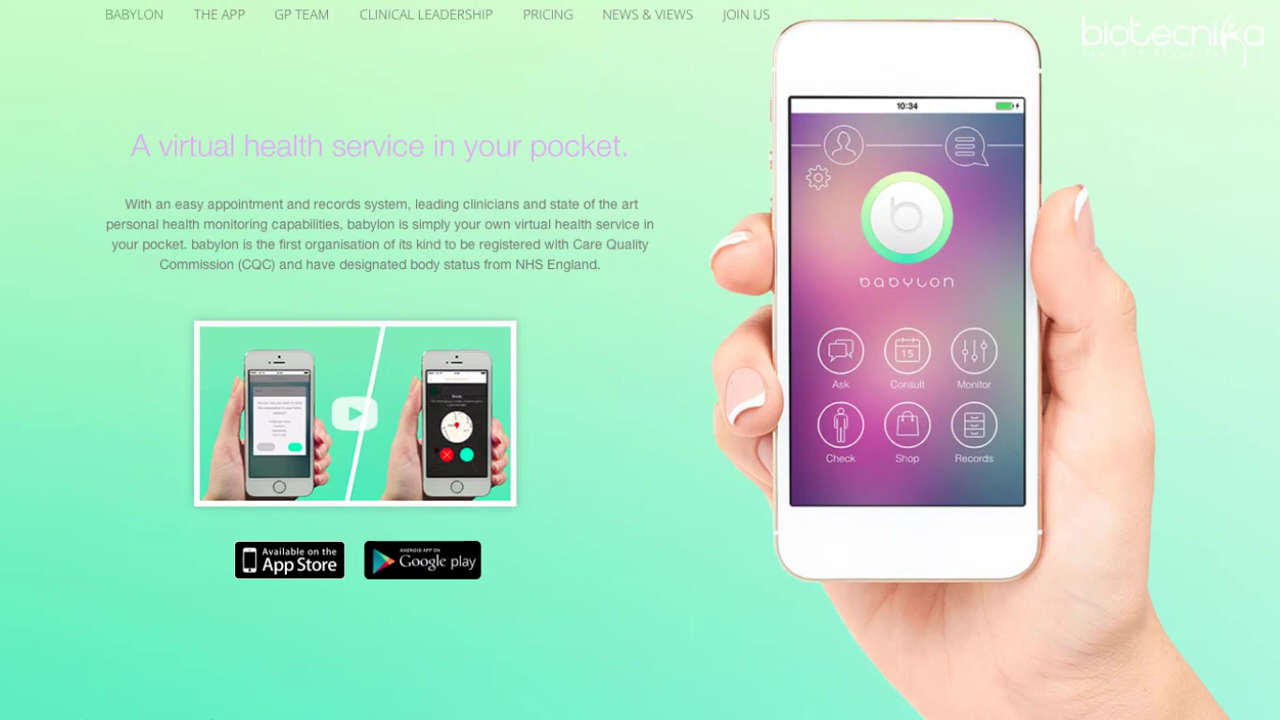 BABYLON THE APP GP TEAM CLINICAL LEADERSHIP PRICING NEWS & VIEWS JOIN US
biotecnika
A virtual health service in your pocket.
With an easy appointment and records system, leading clinicians and state of the art
personal health monitoring capabilities, babylon is simply your own virtual health service in
your pocket. babylon is the first organisation of its kind to be registered with Care Quality
Commission (CQC) and have designated body status from NHS England.
Available on the
App Store
ANDROID APP ON
Google play
10:34
b
babylon
15
Ask Consult Monitor
Check Shop Records